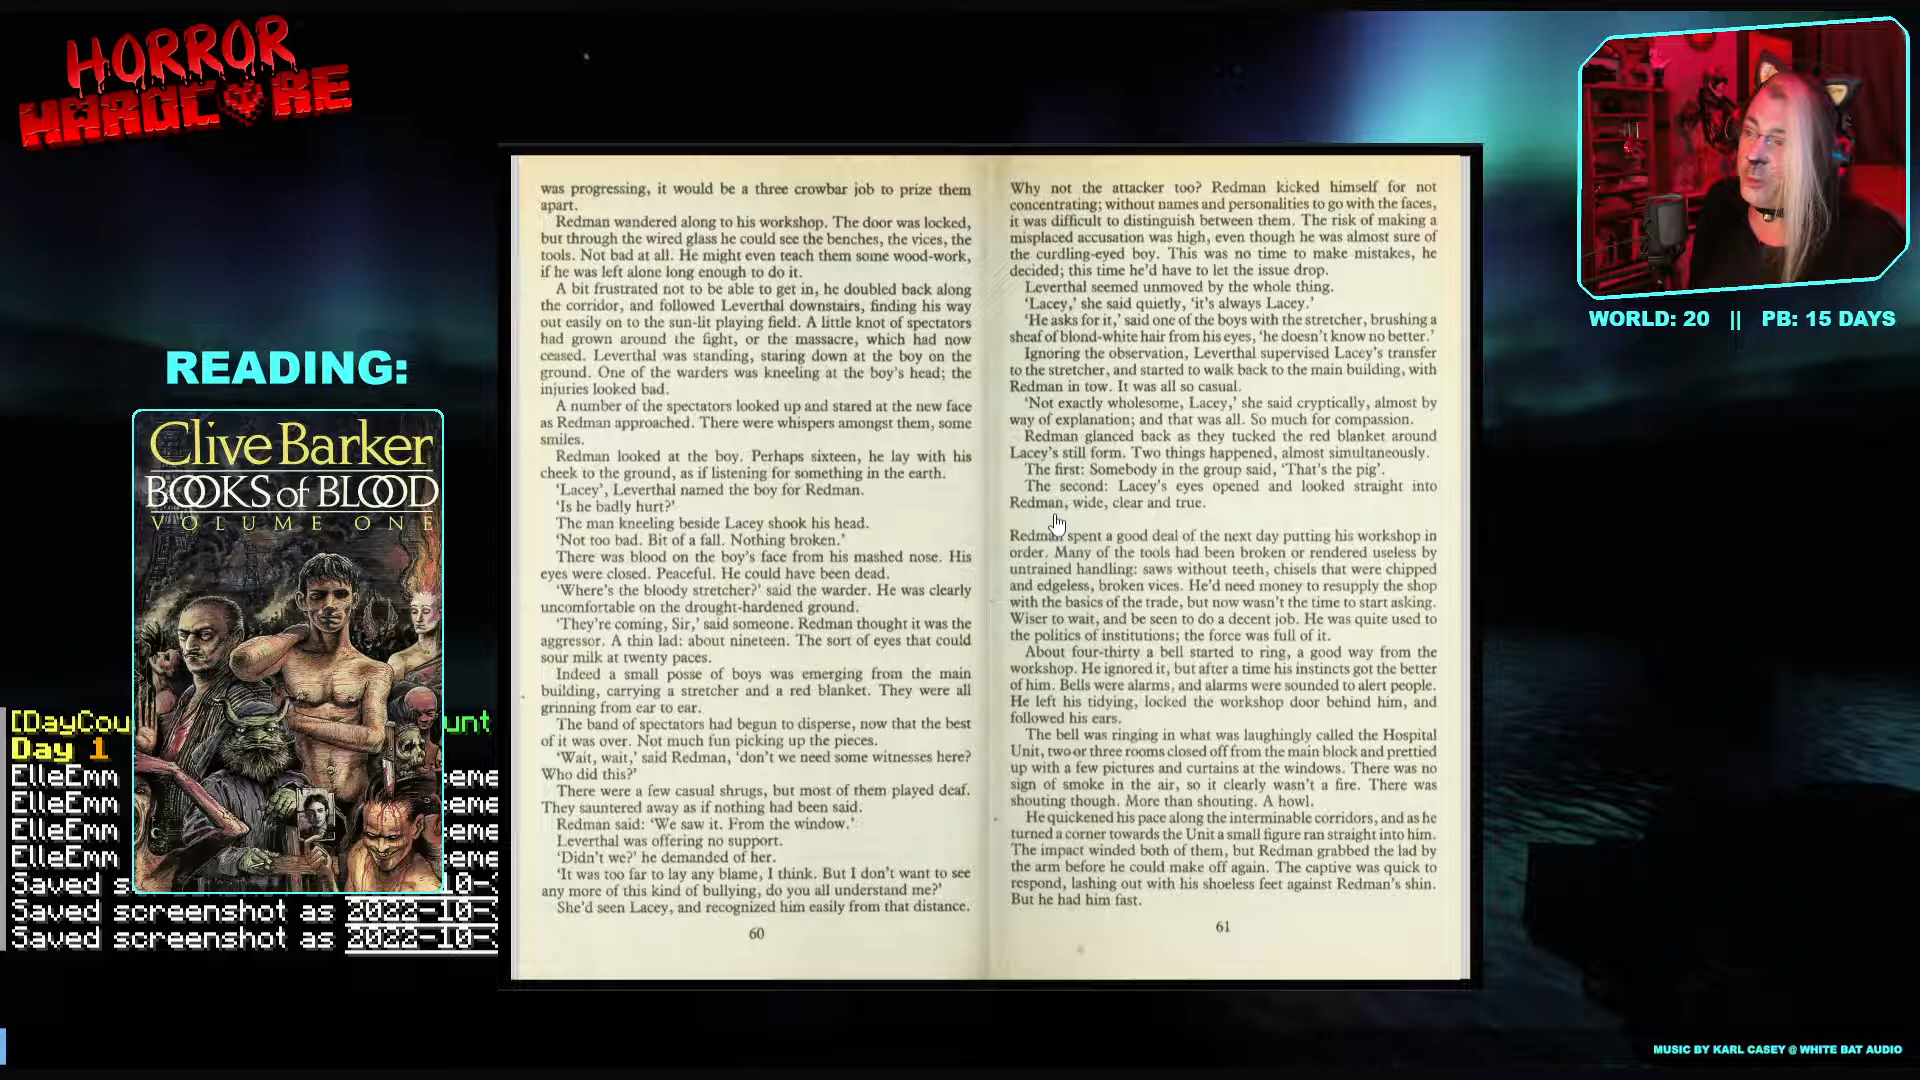 HORROR
HARDCORE
WORLD: 20 || PB: 15 DAYS
READING:
Clive Barker
BOOKS of BLOOD
VOLUME ONE
[DayCou
unt
Day 1
ElleEmm
eme
ElleEmm
eme
ElleEmm
eme
ElleEmm
eme
Saved s
10-
Saved screenshot as 2022-10-
Saved screenshot as 2022-10-
was progressing, it would be a three crowbar job to prize them
apart.
Redman wandered along to his workshop. The door was locked,
but through the wired glass he could see the benches, the vices, the
tools. Not bad at all. He might even teach them some wood-work,
if he was left alone long enough to do it.
A bit frustrated not to be able to get in, he doubled back along
the corridor, and followed Leverthal downstairs, finding his way
out easily on to the sun-lit playing field. A little knot of spectators
had grown around the fight, or the massacre, which had now
ceased. Leverthal was standing, staring down at the boy on the
ground. One of the warders was kneeling at the boy's head; the
injuries looked bad.
A number of the spectators looked up and stared at the new face
as Redman approached. There were whispers amongst them, some
smiles.
Redman looked at the boy. Perhaps sixteen, he lay with his
cheek to the ground, as if listening for something in the earth.
'Lacey', Leverthal named the boy for Redman.
'Is he badly hurt?'
The man kneeling beside Lacey shook his head.
'Not too bad. Bit of a fall. Nothing broken.'
There was blood on the boy's face from his mashed nose. His
eyes were closed. Peaceful. He could have been dead.
'Where's the bloody stretcher?' said the warder. He was clearly
uncomfortable on the drought-hardened ground.
'They're coming, Sir,' said someone. Redman thought it was the
aggressor. A thin lad: about nineteen. The sort of eyes that could
sour milk at twenty paces.
Indeed a small posse of boys was emerging from the main
building, carrying a stretcher and a red blanket. They were all
grinning from ear to ear.
The band of spectators had begun to disperse, now that the best
of it was over. Not much fun picking up the pieces.
'Wait, wait,' said Redman, 'don't we need some witnesses here?
Who did this?'
There were a few casual shrugs, but most of them played deaf.
They sauntered away as if nothing had been said.
Redman said: 'We saw it. From the window.'
Leverthal was offering no support.
'Didn't we?' he demanded of her.
'It was too far to lay any blame, I think. But I don't want to see
any more of this kind of bullying, do you all understand me?'
She'd seen Lacey, and recognized him easily from that distance.
60
Why not the attacker too? Redman kicked himself for not
concentrating; without names and personalities to go with the faces,
it was difficult to distinguish between them. The risk of making a
misplaced accusation was high, even though he was almost sure of
the curdling-eyed boy. This was no time to make mistakes, he
decided; this time he'd have to let the issue drop.
Leverthal seemed unmoved by the whole thing.
'Lacey,' she said quietly, 'it's always Lacey.'
'He asks for it,' said one of the boys with the stretcher, brushing a
sheaf of blond-white hair from his eyes, 'he doesn't know no better.'
Ignoring the observation, Leverthal supervised Lacey's transfer
to the stretcher, and started to walk back to the main building, with
Redman in tow. It was all so casual.
'Not exactly wholesome, Lacey,' she said cryptically, almost by
way of explanation; and that was all. So much for compassion.
Redman glanced back as they tucked the red blanket around
Lacey's still form. Two things happened, almost simultaneously.
The first: Somebody in the group said, 'That's the pig'.
The second: Lacey's eyes opened and looked straight into
Redman, wide, clear and true.
Redman spent a good deal of the next day putting his workshop in
order. Many of the tools had been broken or rendered useless by
untrained handling: saws without teeth, chisels that were chipped
and edgeless, broken vices. He'd need money to resupply the shop
with the basics of the trade, but now wasn't the time to start asking.
Wiser to wait, and be seen to do a decent job. He was quite used to
the politics of institutions; the force was full of it.
About four-thirty a bell started to ring, a good way from the
workshop. He ignored it, but after a time his instincts got the better
of him. Bells were alarms, and alarms were sounded to alert people.
He left his tidying, locked the workshop door behind him, and
followed his ears.
The bell was ringing in what was laughingly called the Hospital
Unit, two or three rooms closed off from the main block and prettied
up with a few pictures and curtains at the windows. There was no
sign of smoke in the air, so it clearly wasn't a fire. There was
shouting though. More than shouting. A howl.
He quickened his pace along the interminable corridors, and as he
turned a corner towards the Unit a small figure ran straight into him.
The impact winded both of them, but Redman grabbed the lad by
the arm before he could make off again. The captive was quick to
respond, lashing out with his shoeless feet against Redman's shin.
But he had him fast.
61
MUSIC BY KARL CASEY @ WHITE BAT AUDIO